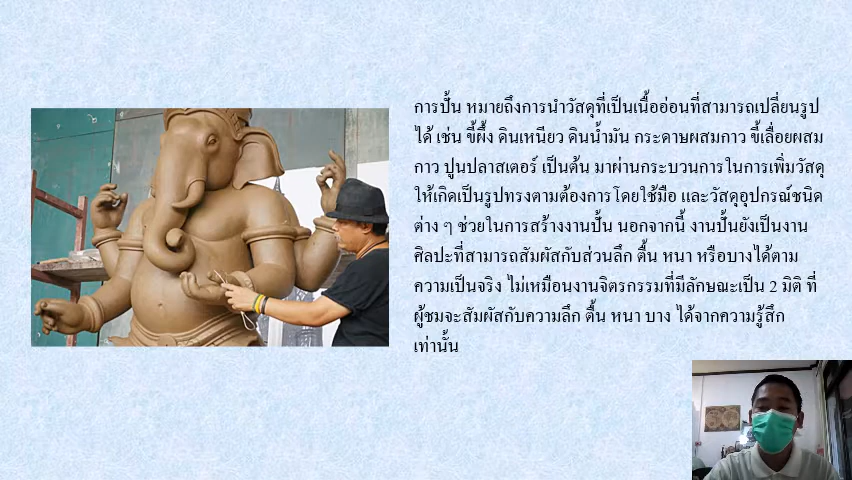 การปั้น หมายถึงการนำวัสดุที่เป็นเนื้ออ่อนที่สามารถเปลี่ยนรูป
ได้ เช่น ขี้ผึ้ง ดินเหนียว ดินน้ำมัน กระดาษผสมกาว ขี้เลื่อยผสม
กาว ปูนปลาสเตอร์ เป็นต้น มาผ่านกระบวนการในการเพิ่มวัสดุ
ให้เกิดเป็นรูปทรงตามต้องการโดยใช้มือ และวัสดุอุปกรณ์ชนิด
ต่าง ๆ ช่วยในการสร้างงานปั้น นอกจากนี้ งานปั้นยังเป็นงาน
ศิลปะที่สามารถสัมผัสกับส่วนลึก ตื้น หนา หรือบางได้ตาม
ความเป็นจริง ไม่เหมือนงานจิตรกรรมที่มีลักษณะเป็น 2 มิติ ที่
ผู้ชมจะสัมผัสกับความลึก ตื้น หนา บาง ได้จากความรู้สึก
เท่านั้น